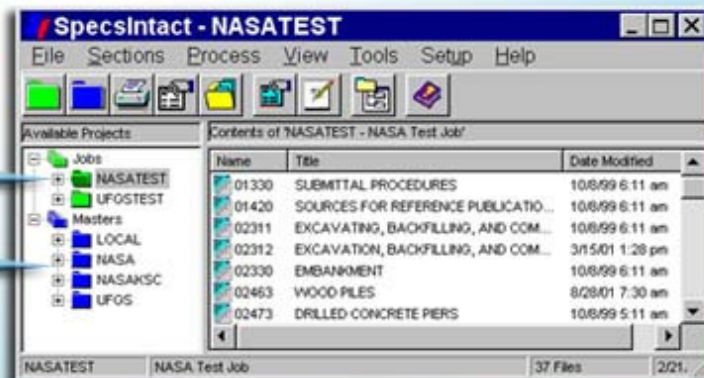 SpecsIntact - NASATEST
File Sections Process View Tools Setup Help
Available Projects
Contents of 'NASATEST - NASA Test Job'
Jobs
NASATEST
UFGSTEST
Masters
LOCAL
NASA
NASAKSC
UFGS
Name Title Date Modified
01330 SUBMITTAL PROCEDURES 10/8/99 6:11 am
01420 SOURCES FOR REFERENCE PUBLICATIO... 10/8/99 6:11 am
02311 EXCAVATING, BACKFILLING, AND COM... 10/8/99 6:11 am
02312 EXCAVATION, BACKFILLING, AND COM... 3/15/01 1:28 pm
02330 EMBANKMENT 10/8/99 6:11 am
02463 WOOD PILES 8/28/01 7:30 am
02473 DRILLED CONCRETE PIERS 10/8/99 5:11 am
NASATEST NASA Test Job 37 Files 2/21.